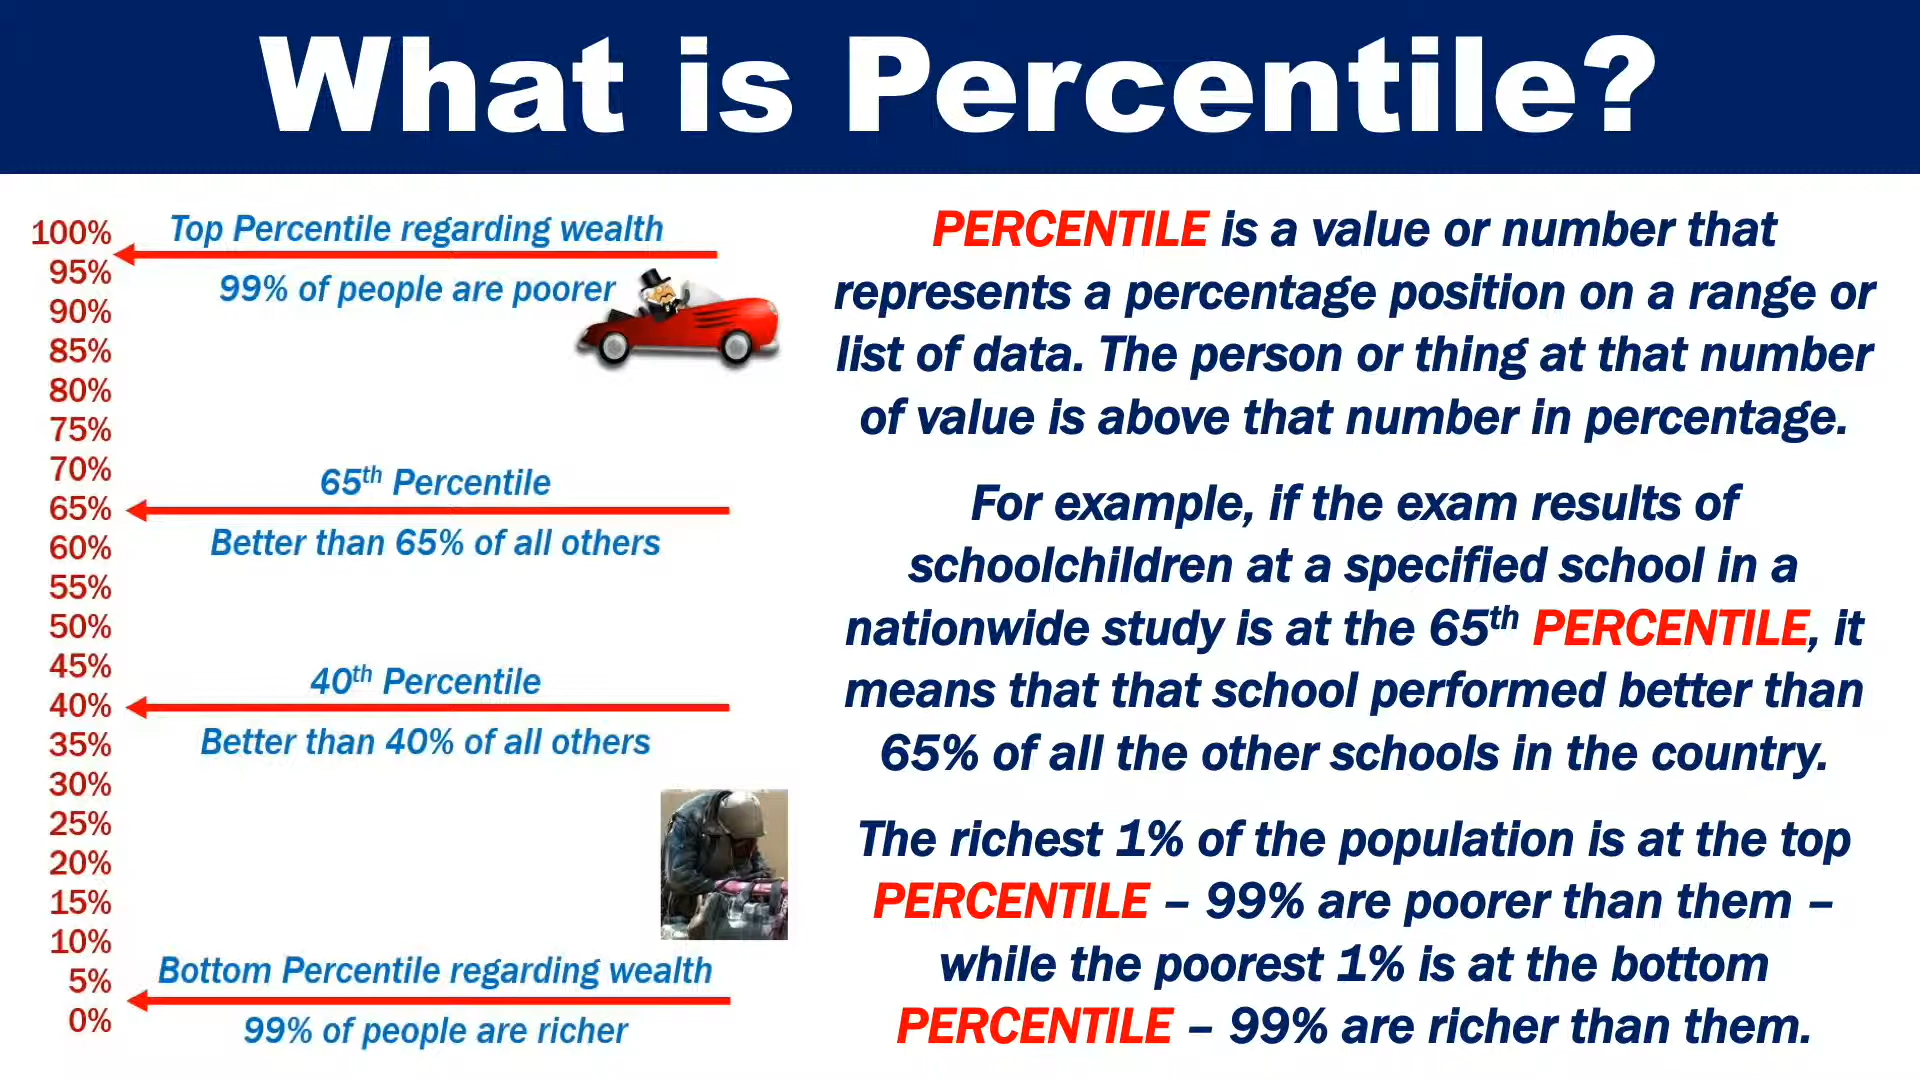 What is Percentile?
100%
95%
90%
85%
80%
75%
70%
65%
60%
55%
50%
45%
40%
35%
30%
25%
20%
15%
10%
5%
0%
Top Percentile regarding wealth
99% of people are poorer
65th Percentile
Better than 65% of all others
40th Percentile
Better than 40% of all others
Bottom Percentile regarding wealth
99% of people are richer
PERCENTILE is a value or number that
represents a percentage position on a range or
list of data. The person or thing at that number
of value is above that number in percentage.
For example, if the exam results of
schoolchildren at a specified school in a
nationwide study is at the 65th PERCENTILE, it
means that that school performed better than
65% of all the other schools in the country.
The richest 1% of the population is at the top
PERCENTILE – 99% are poorer than them –
while the poorest 1% is at the bottom
PERCENTILE – 99% are richer than them.